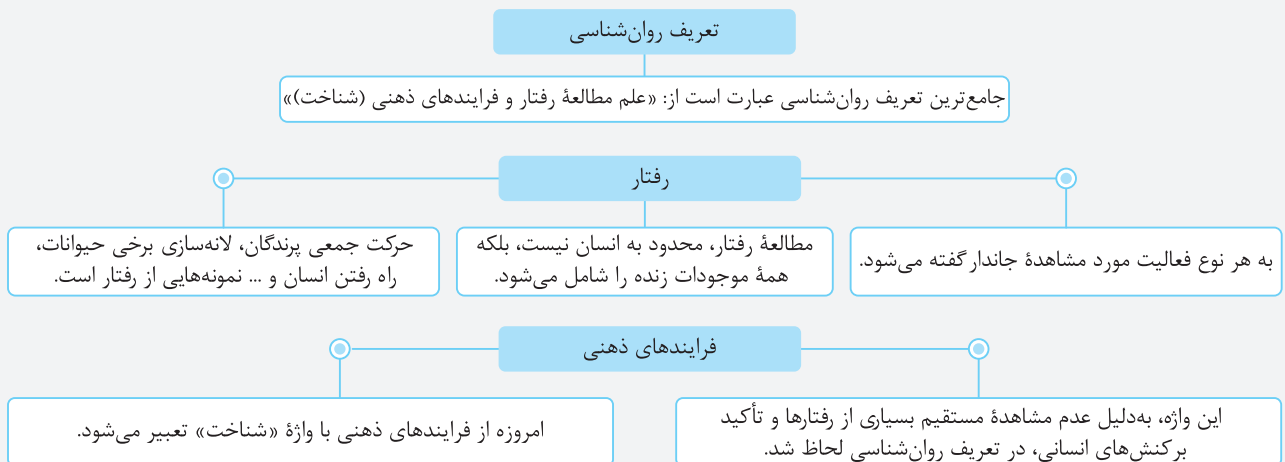 تعریف روان‌شناسی
جامع‌ترین تعریف روان‌شناسی عبارت است از: «علم مطالعهٔ رفتار و فرایندهای ذهنی (شناخت)»
رفتار
به هر نوع فعالیت مورد مشاهدهٔ جاندار گفته می‌شود.
مطالعهٔ رفتار، محدود به انسان نیست، بلکه
همهٔ موجودات زنده را شامل می‌شود.
حرکت جمعی پرندگان، لانه‌سازی برخی حیوانات،
راه رفتن انسان و ... نمونه‌هایی از رفتار است.
فرایندهای ذهنی
این واژه، به‌دلیل عدم مشاهدهٔ مستقیم بسیاری از رفتارها و تأکید
برکنش‌های انسانی، در تعریف روان‌شناسی لحاظ شد.
امروزه از فرایندهای ذهنی با واژهٔ «شناخت» تعبیر می‌شود.